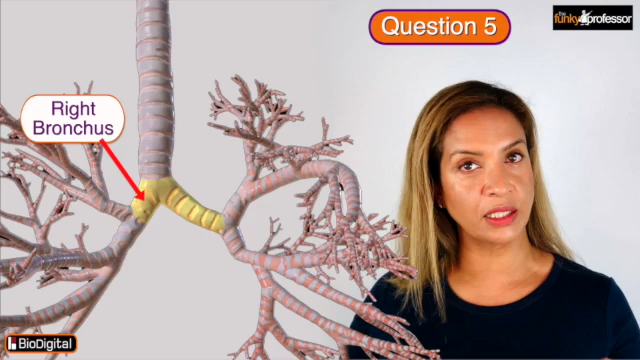 Question 5
the
funky professor
Right
Bronchus
BioDigital